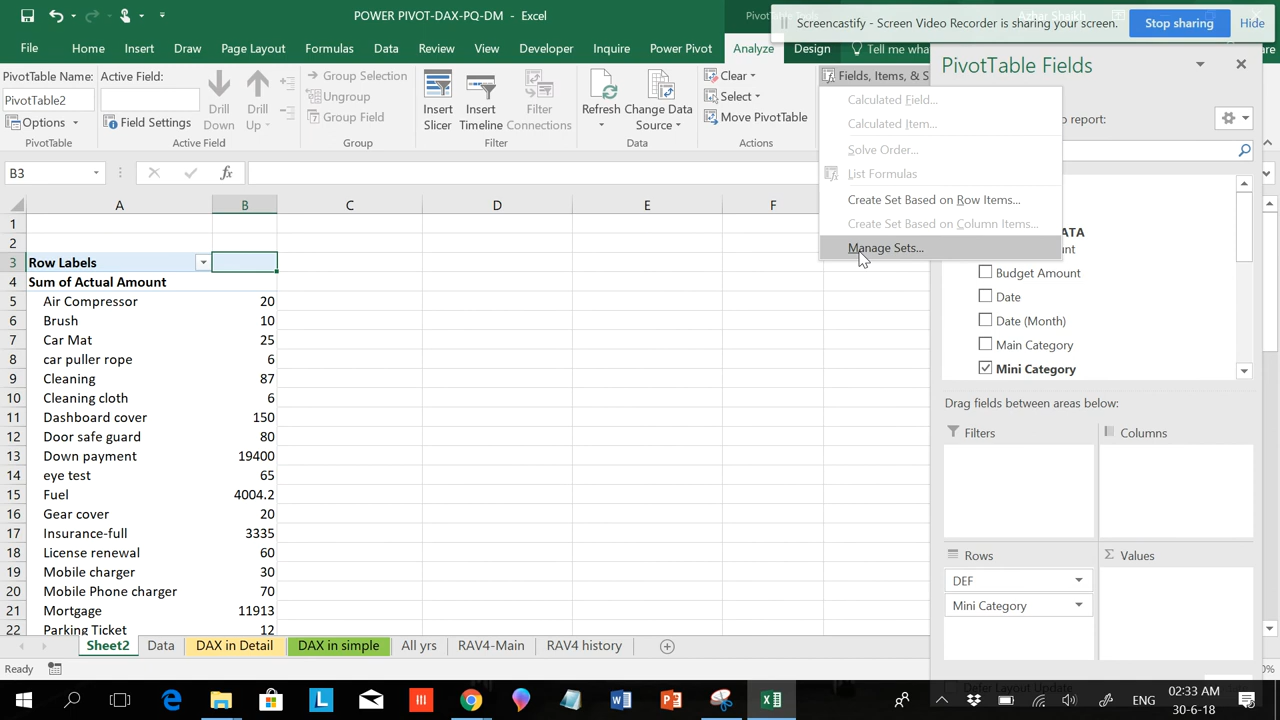 POWER PIVOT-DAX-PQ-DM - Excel
Screencastify - Screen Video Recorder is sharing your screen.
Stop sharing
Hide
File Home Insert Draw Page Layout Formulas Data Review View Developer Inquire Power Pivot Analyze Design Tell me wha
PivotTable Name:
PivotTable2
Options
PivotTable
Active Field:
Field Settings
Drill Down
Drill Up
Active Field
Group Selection
Ungroup
Group Field
Group
Insert Slicer
Insert Timeline
Filter Connections
Filter
Refresh
Change Data Source
Data
Clear
Select
Move PivotTable
Actions
Fields, Items, & S
Calculated Field...
Calculated Item...
Solve Order...
List Formulas
Create Set Based on Row Items...
Create Set Based on Column Items...
Manage Sets...
B3
fx
A B C D E F
1
2
3 Row Labels
4 Sum of Actual Amount
5 Air Compressor 20
6 Brush 10
7 Car Mat 25
8 car puller rope 6
9 Cleaning 87
10 Cleaning cloth 6
11 Dashboard cover 150
12 Door safe guard 80
13 Down payment 19400
14 eye test 65
15 Fuel 4004.2
16 Gear cover 20
17 Insurance-full 3335
18 License renewal 60
19 Mobile charger 30
20 Mobile Phone charger 70
21 Mortgage 11913
22 Parking Ticket 12
Sheet2 Data DAX in Detail DAX in simple All yrs RAV4-Main RAV4 history
Ready
PivotTable Fields
o report:
ATA
unt
Budget Amount
Date
Date (Month)
Main Category
Mini Category
Drag fields between areas below:
Filters
Columns
Rows
DEF
Mini Category
Σ Values
Defer Layout Update
0%
ENG
02:33 AM
30-6-18